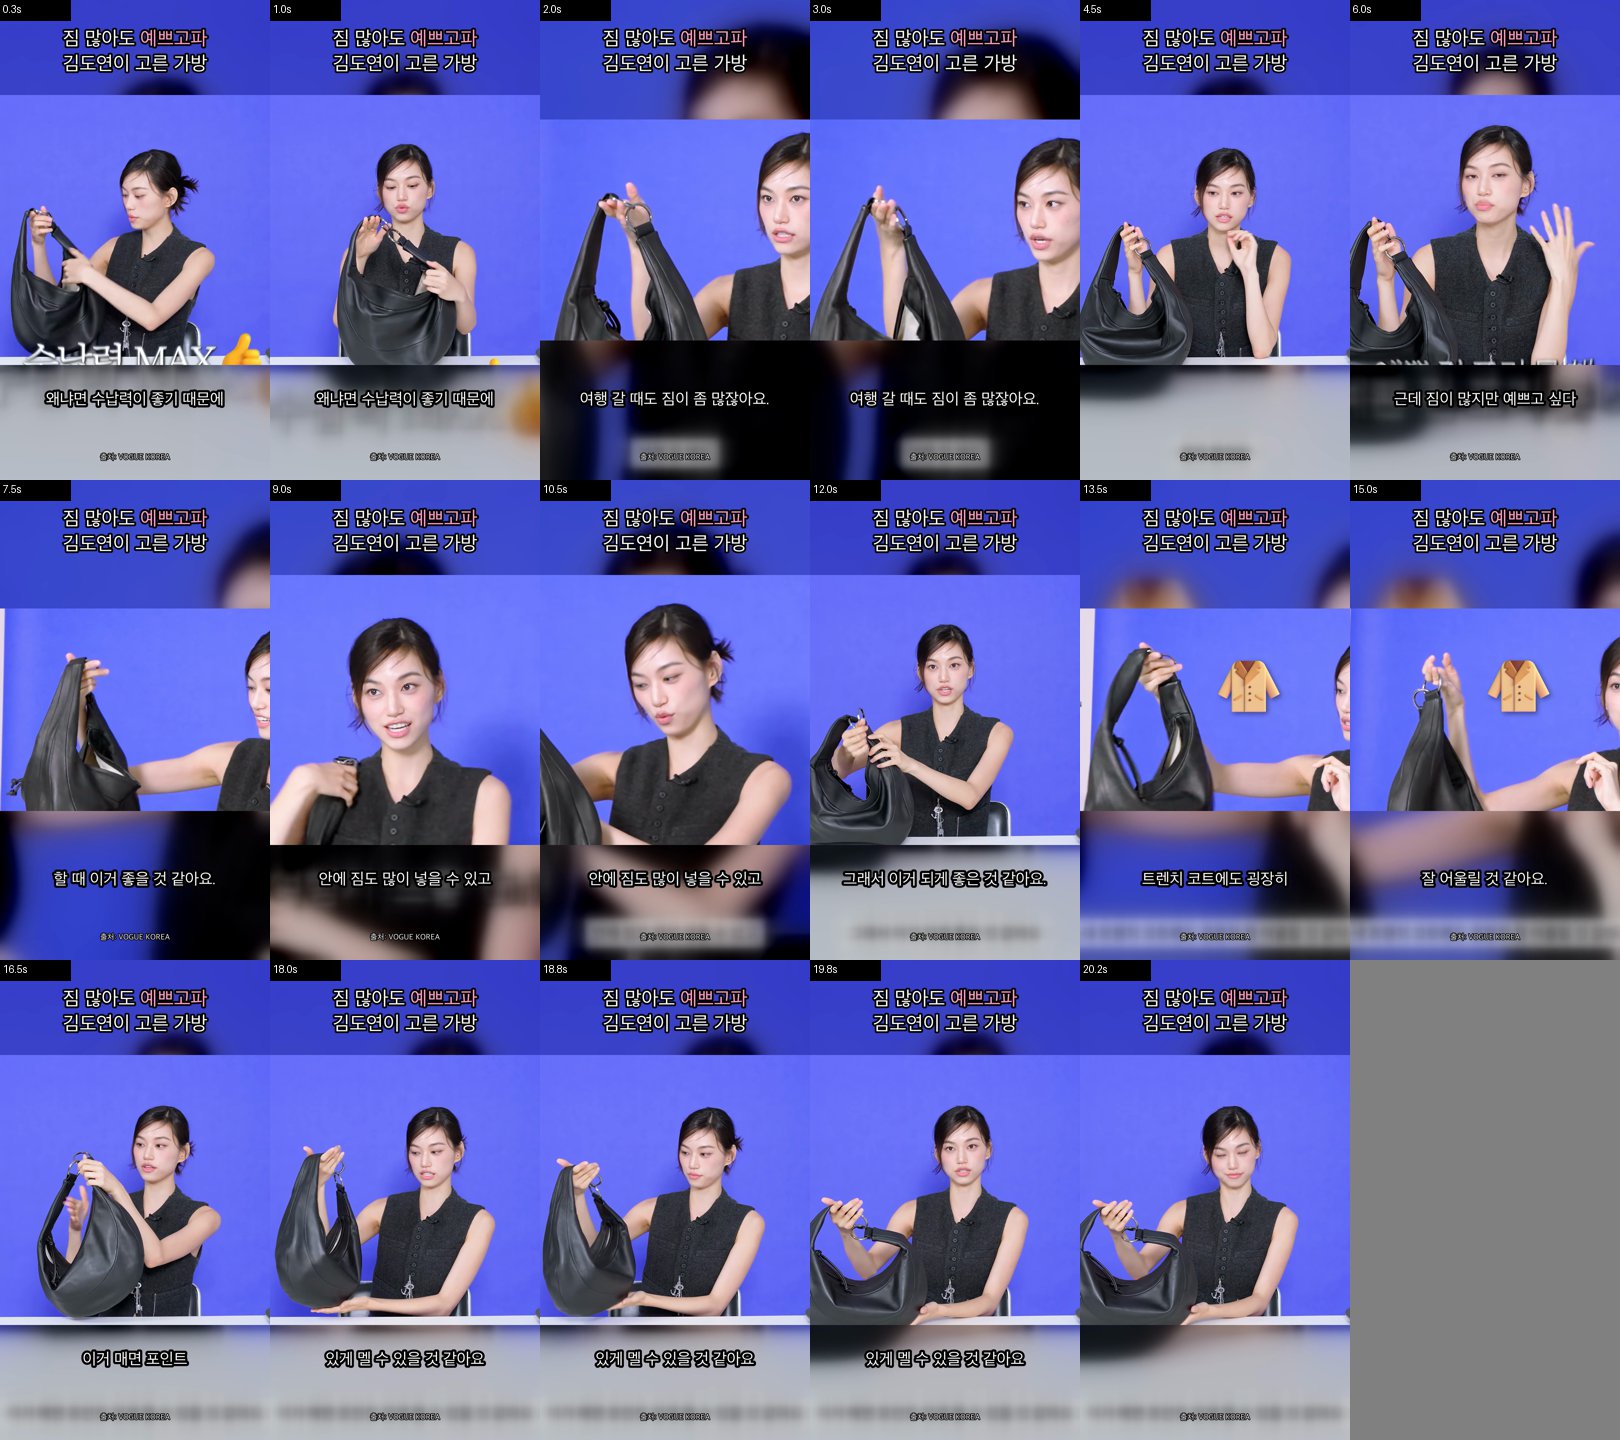 0.3s
짐 많아도 예쁘고파
김도연이 고른 가방
수납력 MAX
왜냐면 수납력이 좋기 때문에
출처: VOGUE KOREA
1.0s
짐 많아도 예쁘고파
김도연이 고른 가방
왜냐면 수납력이 좋기 때문에
출처: VOGUE KOREA
2.0s
짐 많아도 예쁘고파
김도연이 고른 가방
여행 갈 때도 짐이 좀 많잖아요.
출처: VOGUE KOREA
3.0s
짐 많아도 예쁘고파
김도연이 고른 가방
여행 갈 때도 짐이 좀 많잖아요.
출처: VOGUE KOREA
4.5s
짐 많아도 예쁘고파
김도연이 고른 가방
출처: VOGUE KOREA
6.0s
짐 많아도 예쁘고파
김도연이 고른 가방
근데 짐이 많지만 예쁘고 싶다
출처: VOGUE KOREA
7.5s
짐 많아도 예쁘고파
김도연이 고른 가방
할 때 이거 좋을 것 같아요.
출처: VOGUE KOREA
9.0s
짐 많아도 예쁘고파
김도연이 고른 가방
안에 짐도 많이 넣을 수 있고
출처: VOGUE KOREA
10.5s
짐 많아도 예쁘고파
김도연이 고른 가방
안에 짐도 많이 넣을 수 있고
출처: VOGUE KOREA
12.0s
짐 많아도 예쁘고파
김도연이 고른 가방
그래서 이거 되게 좋은 것 같아요.
출처: VOGUE KOREA
13.5s
짐 많아도 예쁘고파
김도연이 고른 가방
트렌치 코트에도 굉장히
출처: VOGUE KOREA
15.0s
짐 많아도 예쁘고파
김도연이 고른 가방
잘 어울릴 것 같아요.
출처: VOGUE KOREA
16.5s
짐 많아도 예쁘고파
김도연이 고른 가방
이거 매면 포인트
출처: VOGUE KOREA
18.0s
짐 많아도 예쁘고파
김도연이 고른 가방
있게 멜 수 있을 것 같아요
출처: VOGUE KOREA
18.8s
짐 많아도 예쁘고파
김도연이 고른 가방
있게 멜 수 있을 것 같아요
출처: VOGUE KOREA
19.8s
짐 많아도 예쁘고파
김도연이 고른 가방
있게 멜 수 있을 것 같아요
출처: VOGUE KOREA
20.2s
짐 많아도 예쁘고파
김도연이 고른 가방
출처: VOGUE KOREA